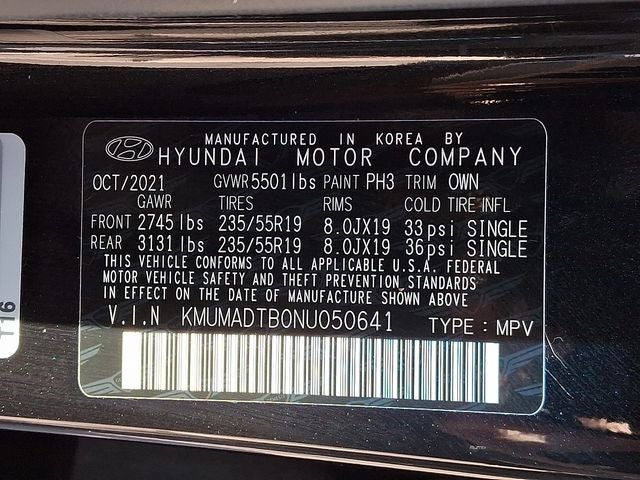 MANUFACTURED IN KOREA BY
HYUNDAI MOTOR COMPANY
OCT/2021 GVWR 5501lbs PAINT PH3 TRIM OWN
GAWR TIRES RIMS COLD TIRE INFL
FRONT 2745 lbs 235/55R19 8.0JX19 33psi SINGLE
REAR 3131 lbs 235/55R19 8.0JX19 36psi SINGLE
THIS VEHICLE CONFORMS TO ALL APPLICABLE U.S.A. FEDERAL
MOTOR VEHICLE SAFETY AND THEFT PREVENTION STANDARDS
IN EFFECT ON THE DATE OF MANUFACTURE SHOWN ABOVE
V.I.N KMUMADTB0NU050641 TYPE : MPV